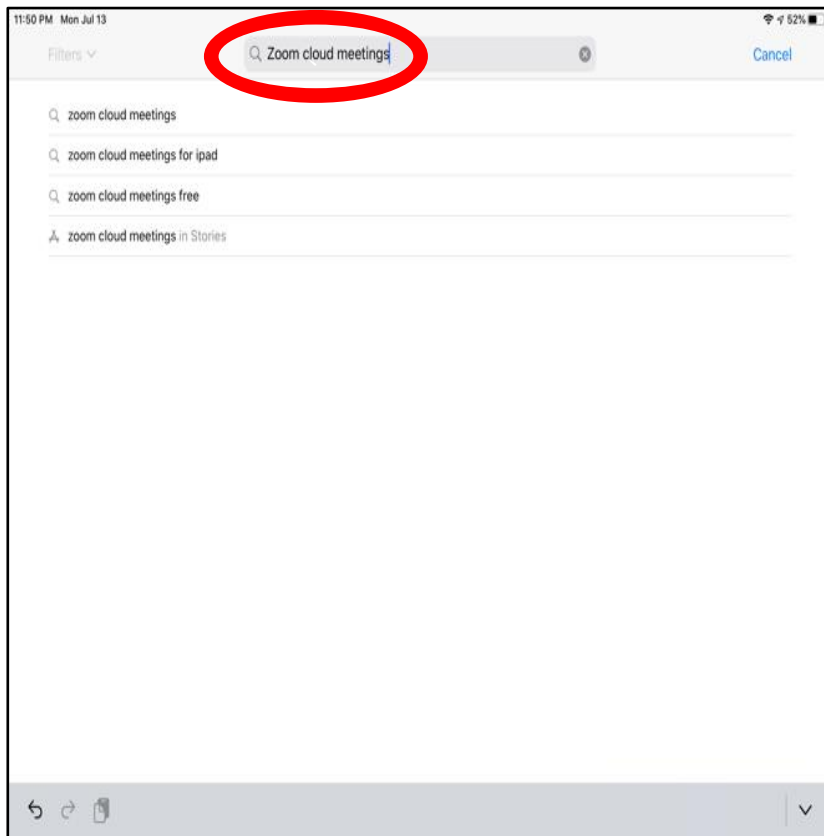 11:50 PM Mon Jul 13 52%
Filters Zoom cloud meetings Cancel
zoom cloud meetings
zoom cloud meetings for ipad
zoom cloud meetings free
zoom cloud meetings in Stories